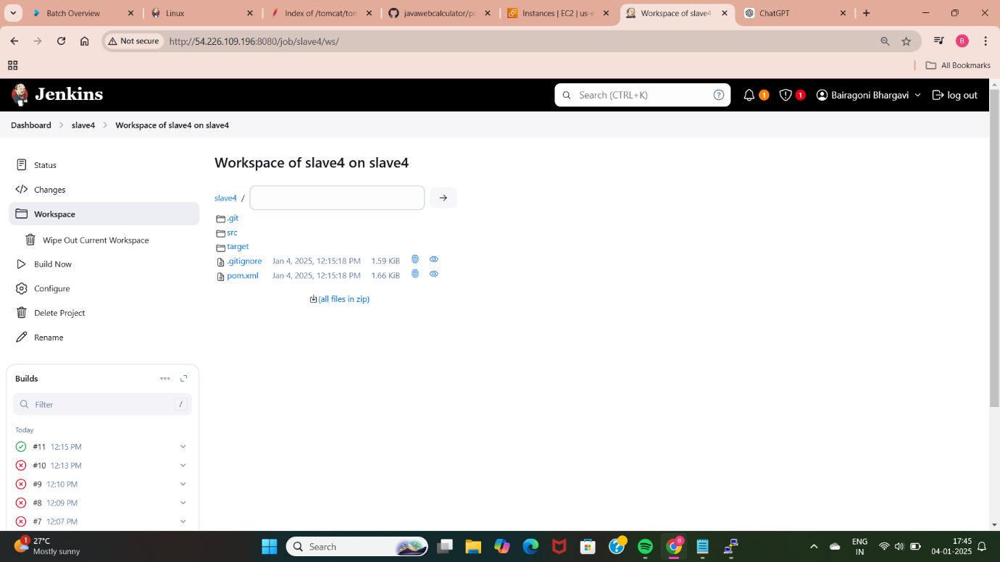 Batch Overview
Linux
Index of /tomcat/tom
javawebcalculator/po
Instances | EC2 | us-e
Workspace of slave4
ChatGPT
Not secure
http://54.226.109.196:8080/job/slave4/ws/
B
All Bookmarks
Jenkins
Search (CTRL+K)
?
1
1
Bairagoni Bhargavi
log out
Dashboard > slave4 > Workspace of slave4 on slave4
Status
Changes
Workspace
Wipe Out Current Workspace
Build Now
Configure
Delete Project
Rename
Workspace of slave4 on slave4
slave4 /
.git
src
target
.gitignore Jan 4, 2025, 12:15:18 PM 1.59 KiB
pom.xml Jan 4, 2025, 12:15:18 PM 1.66 KiB
(all files in zip)
Builds
Filter
/
Today
#11 12:15 PM
#10 12:13 PM
#9 12:10 PM
#8 12:09 PM
#7 12:07 PM
1
27°C
Mostly sunny
Search
B
ENG
IN
17:45
04-01-2025